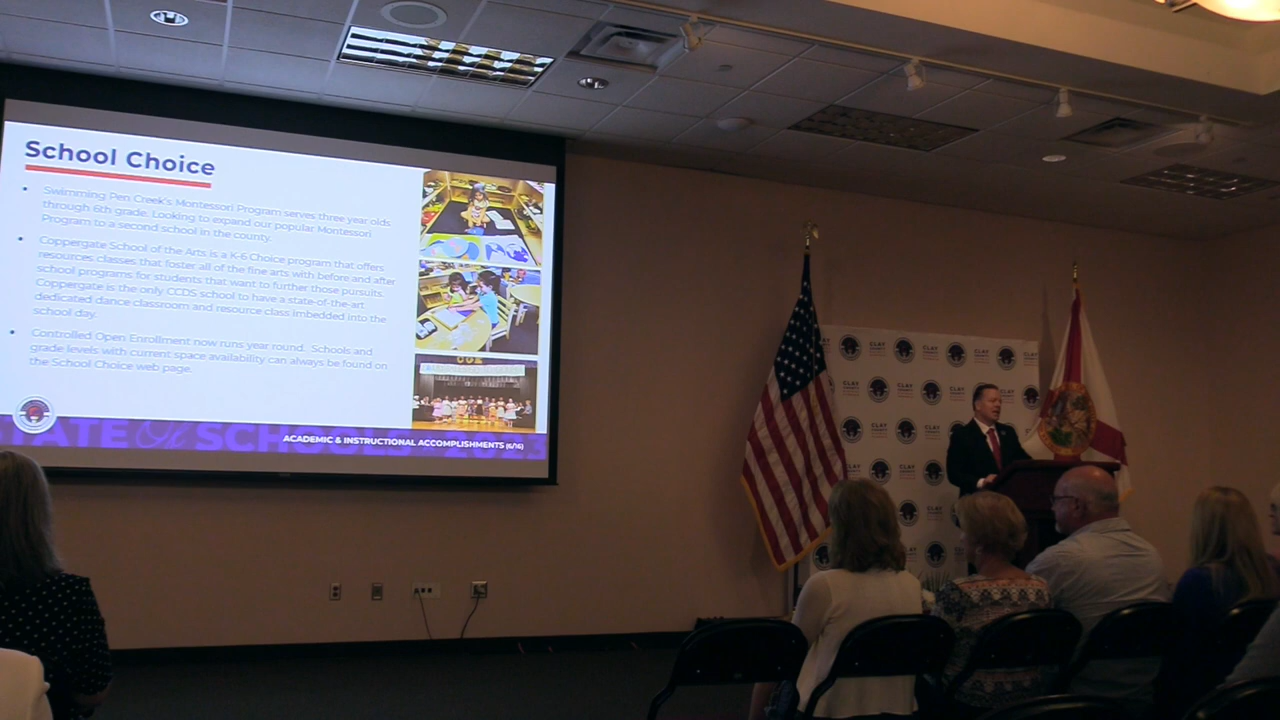 School Choice
• Swimming Pen Creek's Montessori Program serves three year olds
through 6th grade. Looking to expand our popular Montessori
Program to a second school in the county.
• Coppergate School of the Arts is a K-6 Choice program that offers
resources classes that foster all of the fine arts with before and after
school programs for students that want to further those pursuits.
Coppergate is the only CCDS school to have a state-of-the-art
dedicated dance classroom and resource class imbedded into the
school day.
• Controlled Open Enrollment now runs year round. Schools and
grade levels with current space availability can always be found on
the School Choice web page.
STATE Of SCHOOLS 2023
ACADEMIC & INSTRUCTIONAL ACCOMPLISHMENTS (6/16)
CLAY
COUNTY